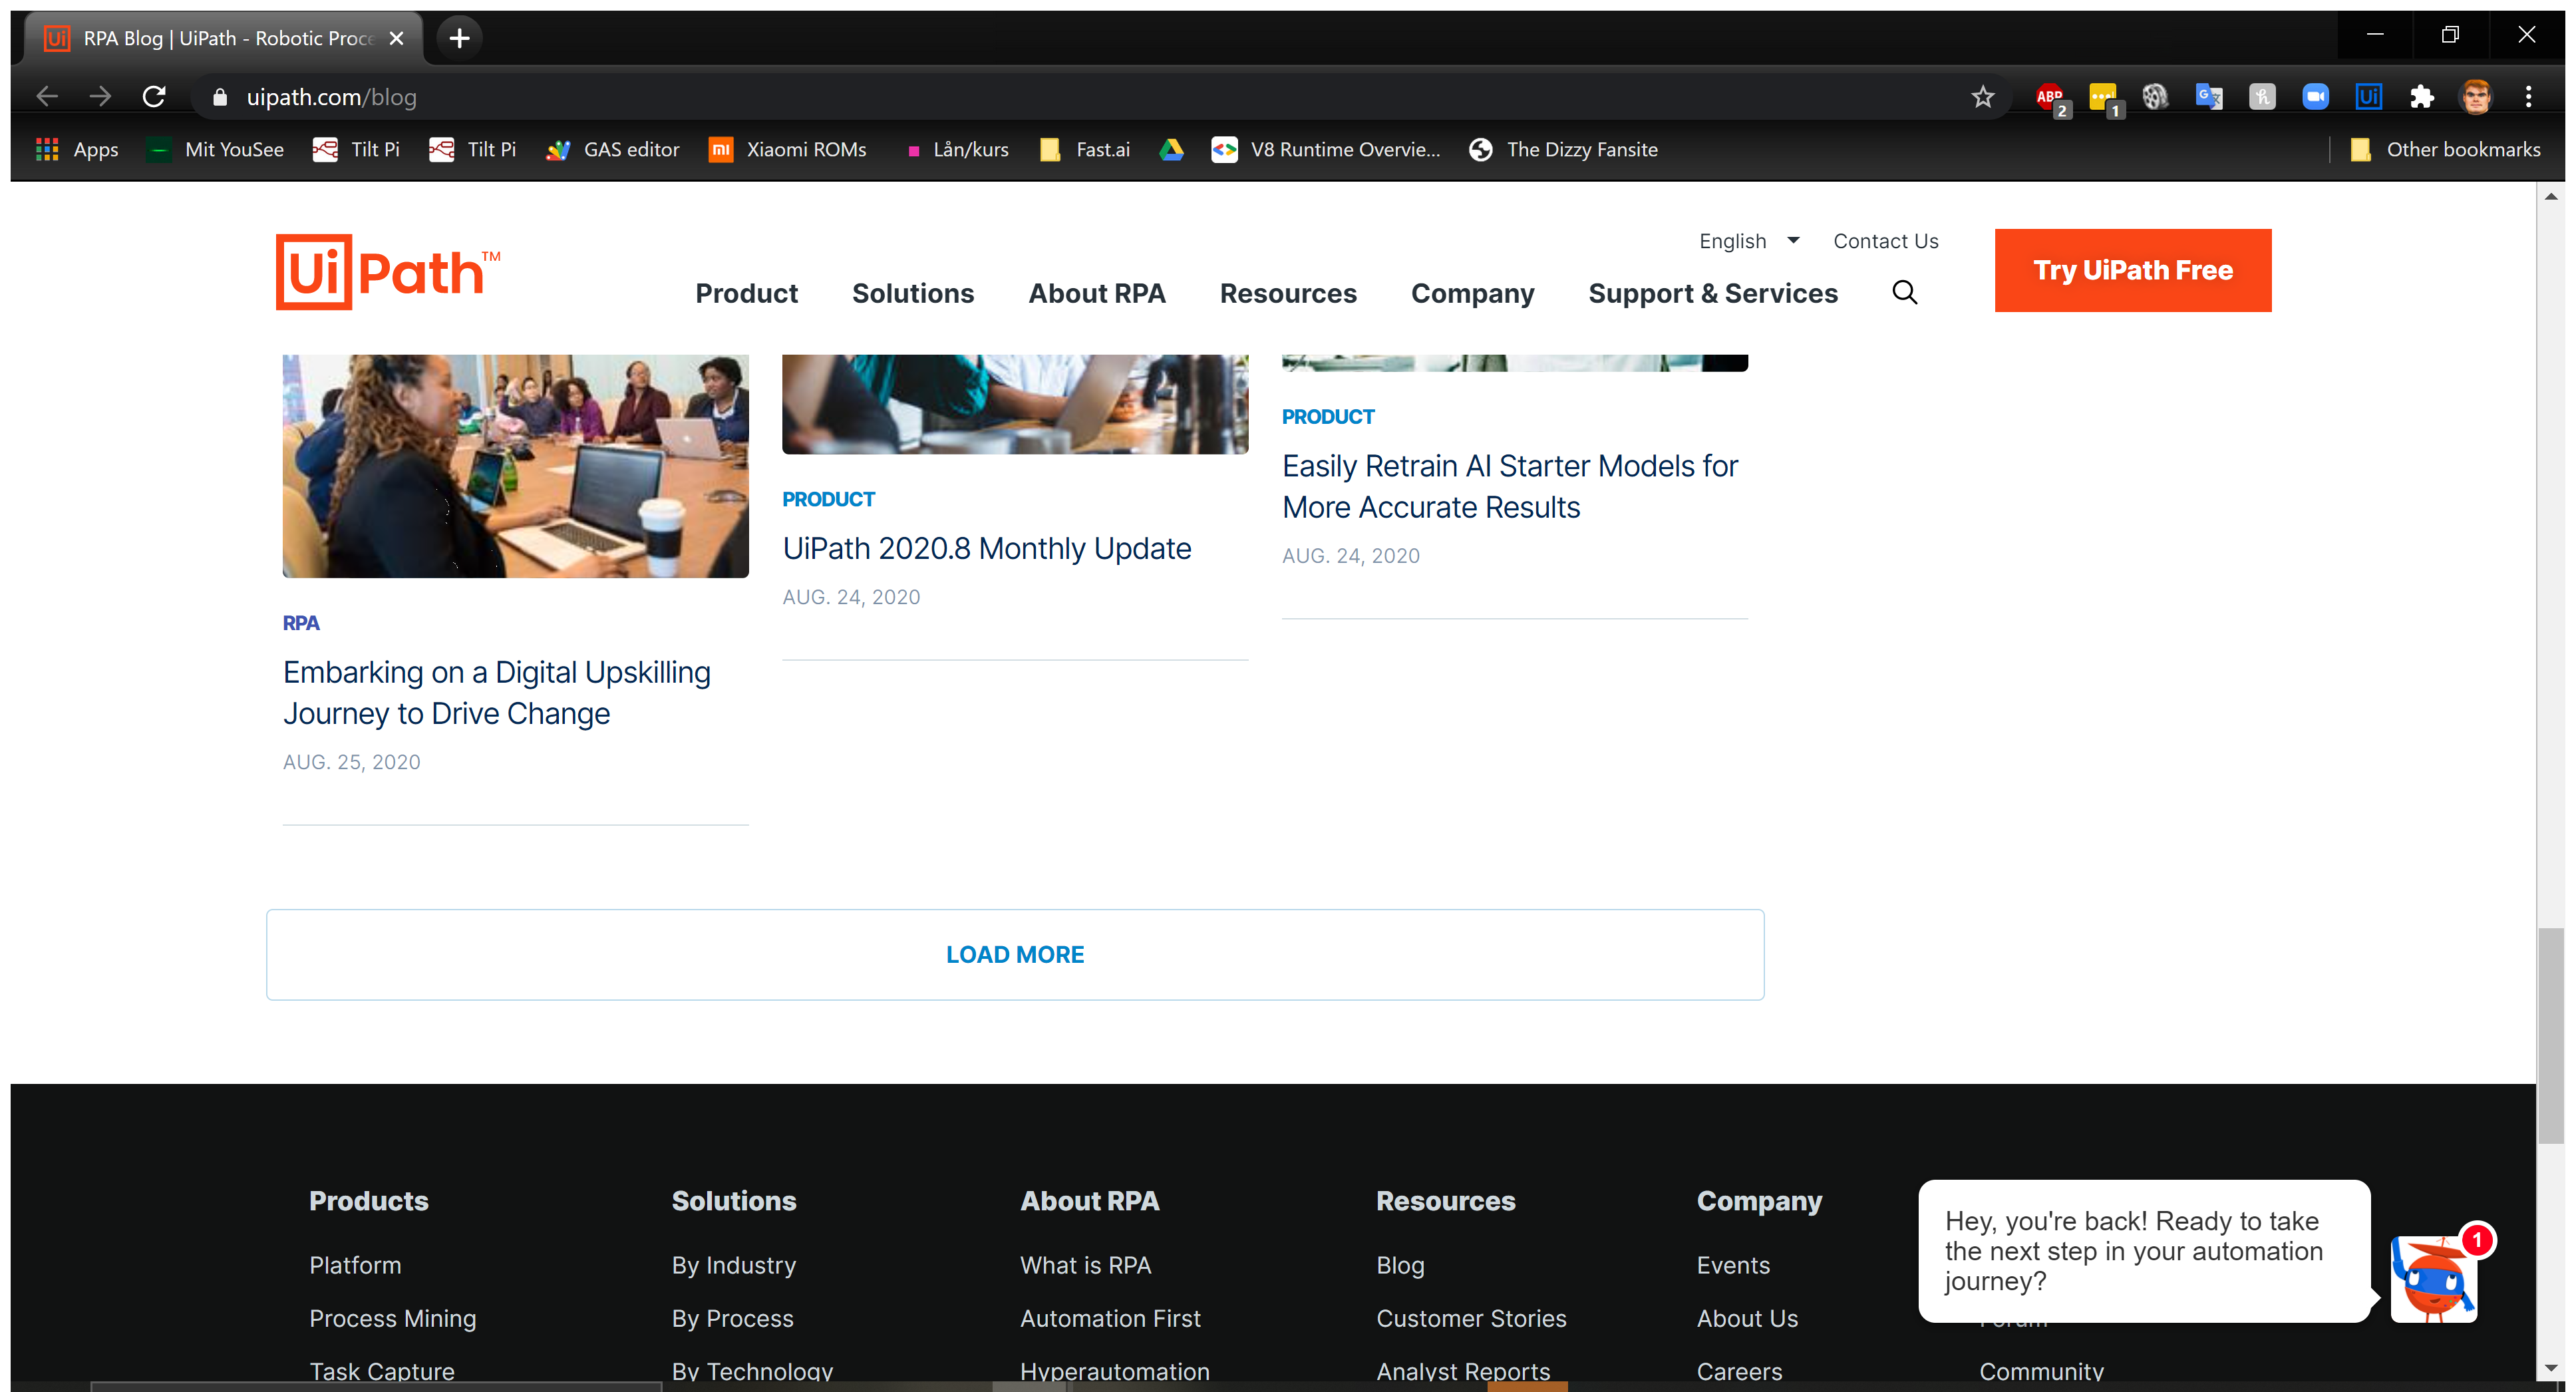 RPA Blog | UiPath - Robotic Proce
uipath.com/blog
ABP
2
1
Apps
Mit YouSee
Tilt Pi
Tilt Pi
GAS editor
Xiaomi ROMs
Lån/kurs
Fast.ai
V8 Runtime Overvie...
The Dizzy Fansite
Other bookmarks
English
Contact Us
UiPath™
Product
Solutions
About RPA
Resources
Company
Support & Services
Try UiPath Free
PRODUCT
Easily Retrain AI Starter Models for
More Accurate Results
AUG. 24, 2020
PRODUCT
UiPath 2020.8 Monthly Update
AUG. 24, 2020
RPA
Embarking on a Digital Upskilling
Journey to Drive Change
AUG. 25, 2020
LOAD MORE
Products
Solutions
About RPA
Resources
Company
Platform
By Industry
What is RPA
Blog
Events
Process Mining
By Process
Automation First
Customer Stories
About Us
Forum
Task Capture
By Technology
Hyperautomation
Analyst Reports
Careers
Community
Hey, you're back! Ready to take
the next step in your automation
journey?
1